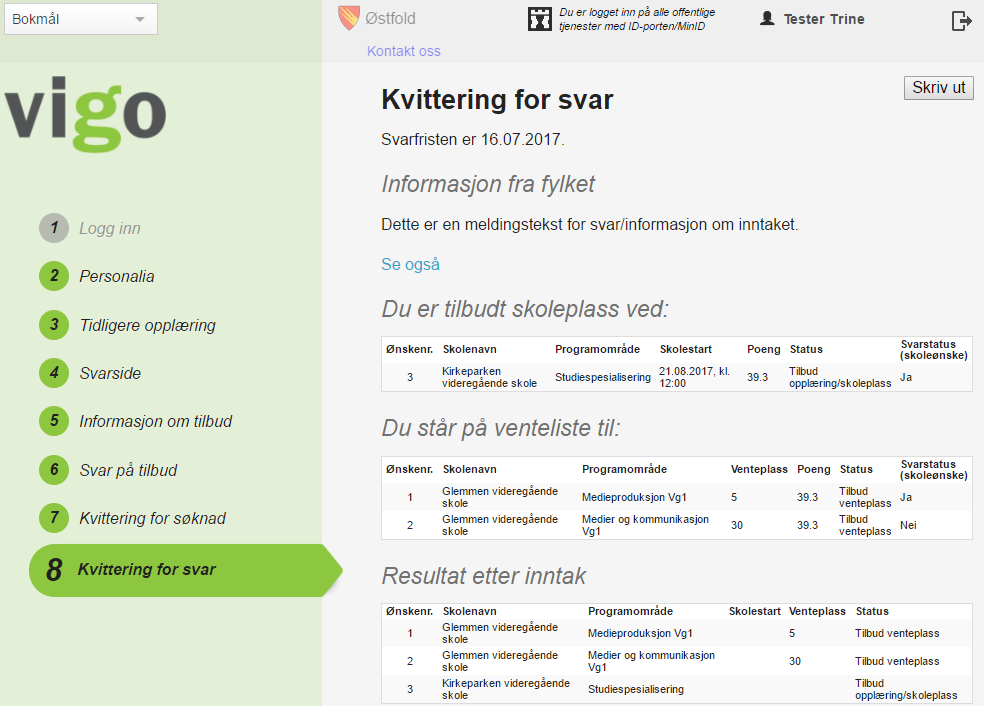 Bokmål
Østfold
Du er logget inn på alle offentlige
tjenester med ID-porten/MinID
Tester Trine
Kontakt oss
vigo
1 Logg inn
2 Personalia
3 Tidligere opplæring
4 Svarside
5 Informasjon om tilbud
6 Svar på tilbud
7 Kvittering for søknad
8 Kvittering for svar
Kvittering for svar
Skriv ut
Svarfristen er 16.07.2017.
Informasjon fra fylket
Dette er en meldingstekst for svar/informasjon om inntaket.
Se også
Du er tilbudt skoleplass ved:
Ønskenr. Skolenavn Programområde Skolestart Poeng Status Svarstatus
(skoleønske)
3 Kirkeparken videregående skole Studiespesialisering 21.08.2017, kl. 12:00 39.3 Tilbud opplæring/skoleplass Ja
Du står på venteliste til:
Ønskenr. Skolenavn Programområde Venteplass Poeng Status Svarstatus
(skoleønske)
1 Glemmen videregående skole Medieproduksjon Vg1 5 39.3 Tilbud venteplass Ja
2 Glemmen videregående skole Medier og kommunikasjon Vg1 30 39.3 Tilbud venteplass Nei
Resultat etter inntak
Ønskenr. Skolenavn Programområde Skolestart Venteplass Status
1 Glemmen videregående skole Medieproduksjon Vg1 5 Tilbud venteplass
2 Glemmen videregående skole Medier og kommunikasjon Vg1 30 Tilbud venteplass
3 Kirkeparken videregående skole Studiespesialisering Tilbud opplæring/skoleplass